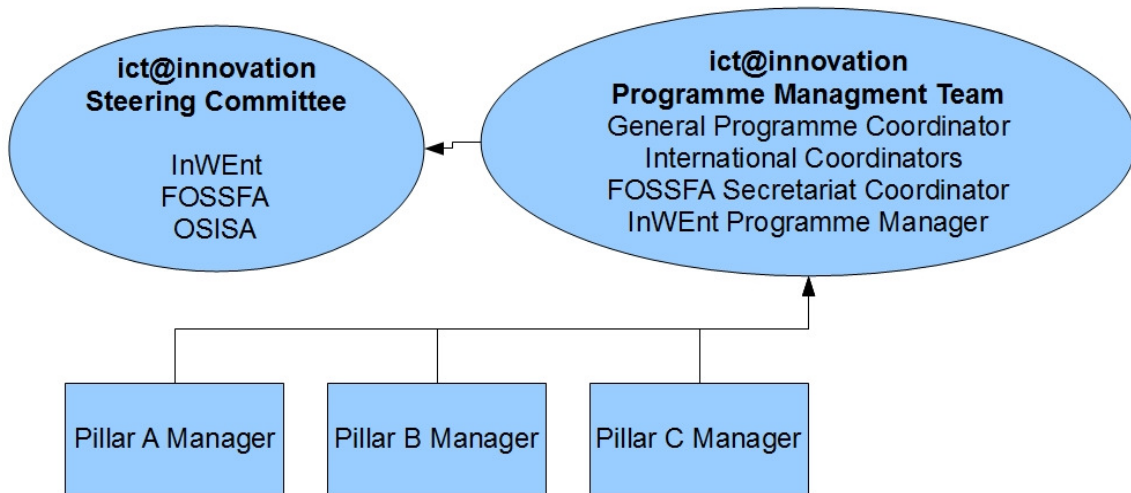 ict@innovation
Steering Committee
InWEnt
FOSSFA
OSISA
ict@innovation
Programme Managment Team
General Programme Coordinator
International Coordinators
FOSSFA Secretariat Coordinator
InWEnt Programme Manager
Pillar A Manager
Pillar B Manager
Pillar C Manager